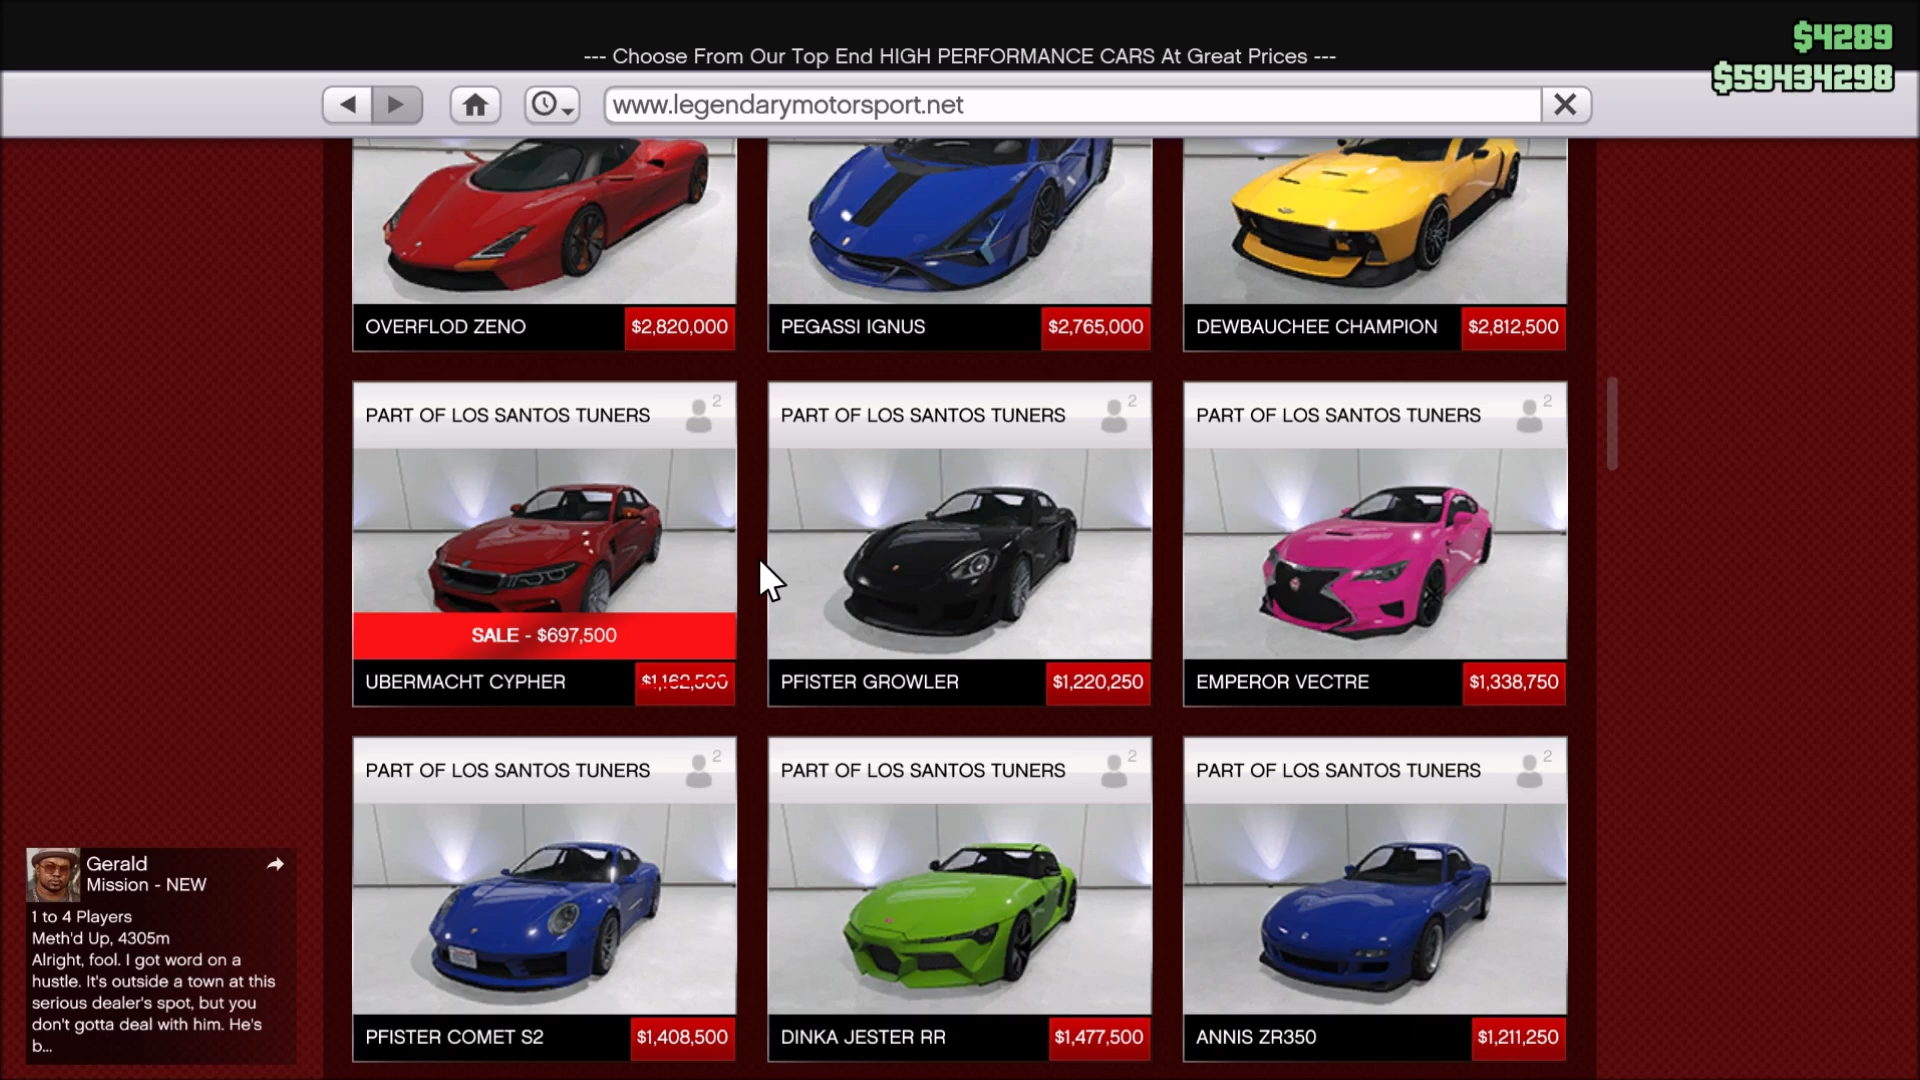 --- Choose From Our Top End HIGH PERFORMANCE CARS At Great Prices ---
$4289
$59434298
www.legendarymotorsport.net
OVERFLOD ZENO $2,820,000
PEGASSI IGNUS $2,765,000
DEWBAUCHEE CHAMPION $2,812,500
PART OF LOS SANTOS TUNERS 2
SALE - $697,500
UBERMACHT CYPHER $1,162,500
PART OF LOS SANTOS TUNERS 2
PFISTER GROWLER $1,220,250
PART OF LOS SANTOS TUNERS 2
EMPEROR VECTRE $1,338,750
PART OF LOS SANTOS TUNERS 2
PFISTER COMET S2 $1,408,500
PART OF LOS SANTOS TUNERS 2
DINKA JESTER RR $1,477,500
PART OF LOS SANTOS TUNERS 2
ANNIS ZR350 $1,211,250
Gerald
Mission - NEW
1 to 4 Players
Meth'd Up, 4305m
Alright, fool. I got word on a
hustle. It's outside a town at this
serious dealer's spot, but you
don't gotta deal with him. He's
b...